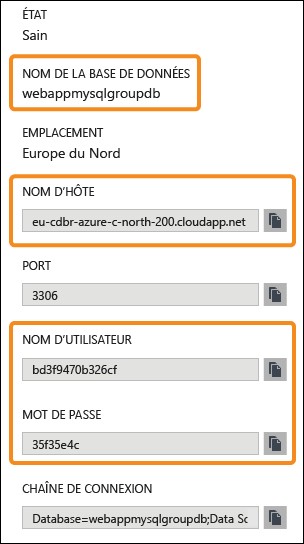 ÉTAT
Sain
NOM DE LA BASE DE DONNÉES
webappmysqlgroupdb
EMPLACEMENT
Europe du Nord
NOM D'HÔTE
eu-cdbr-azure-c-north-200.cloudapp.net
PORT
3306
NOM D'UTILISATEUR
bd3f9470b326cf
MOT DE PASSE
35f35e4c
CHAÎNE DE CONNEXION
Database=webappmysqlgroupdb;Data Sc